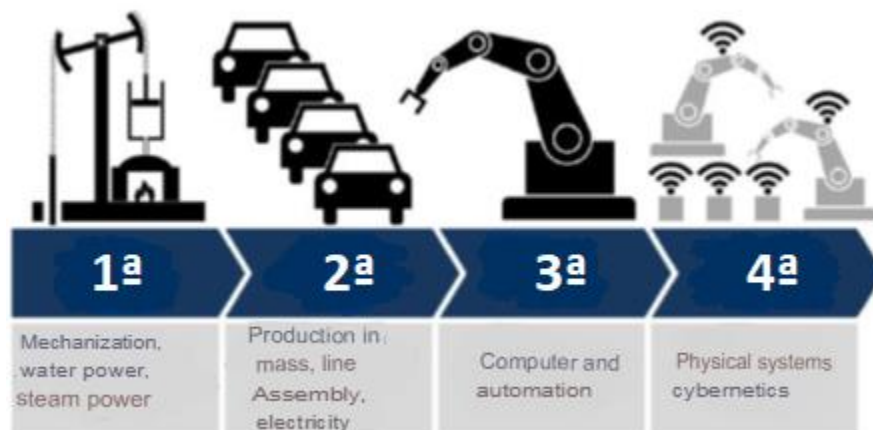 1ª
2ª
3ª
4ª
Mechanization,
water power,
steam power
Production in
mass, line
Assembly,
electricity
Computer and
automation
Physical systems
cybernetics